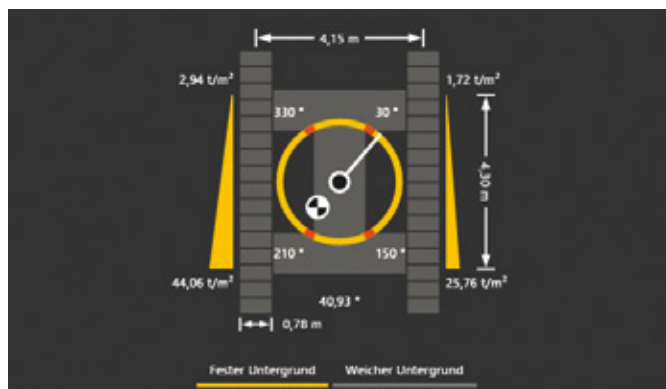 4,15 m
2,94 t/m²
1,72 t/m²
330 °
30 °
4,30 m
210 °
150 °
44,06 t/m²
25,76 t/m²
40,93 °
0,78 m
Fester Untergrund
Weicher Untergrund